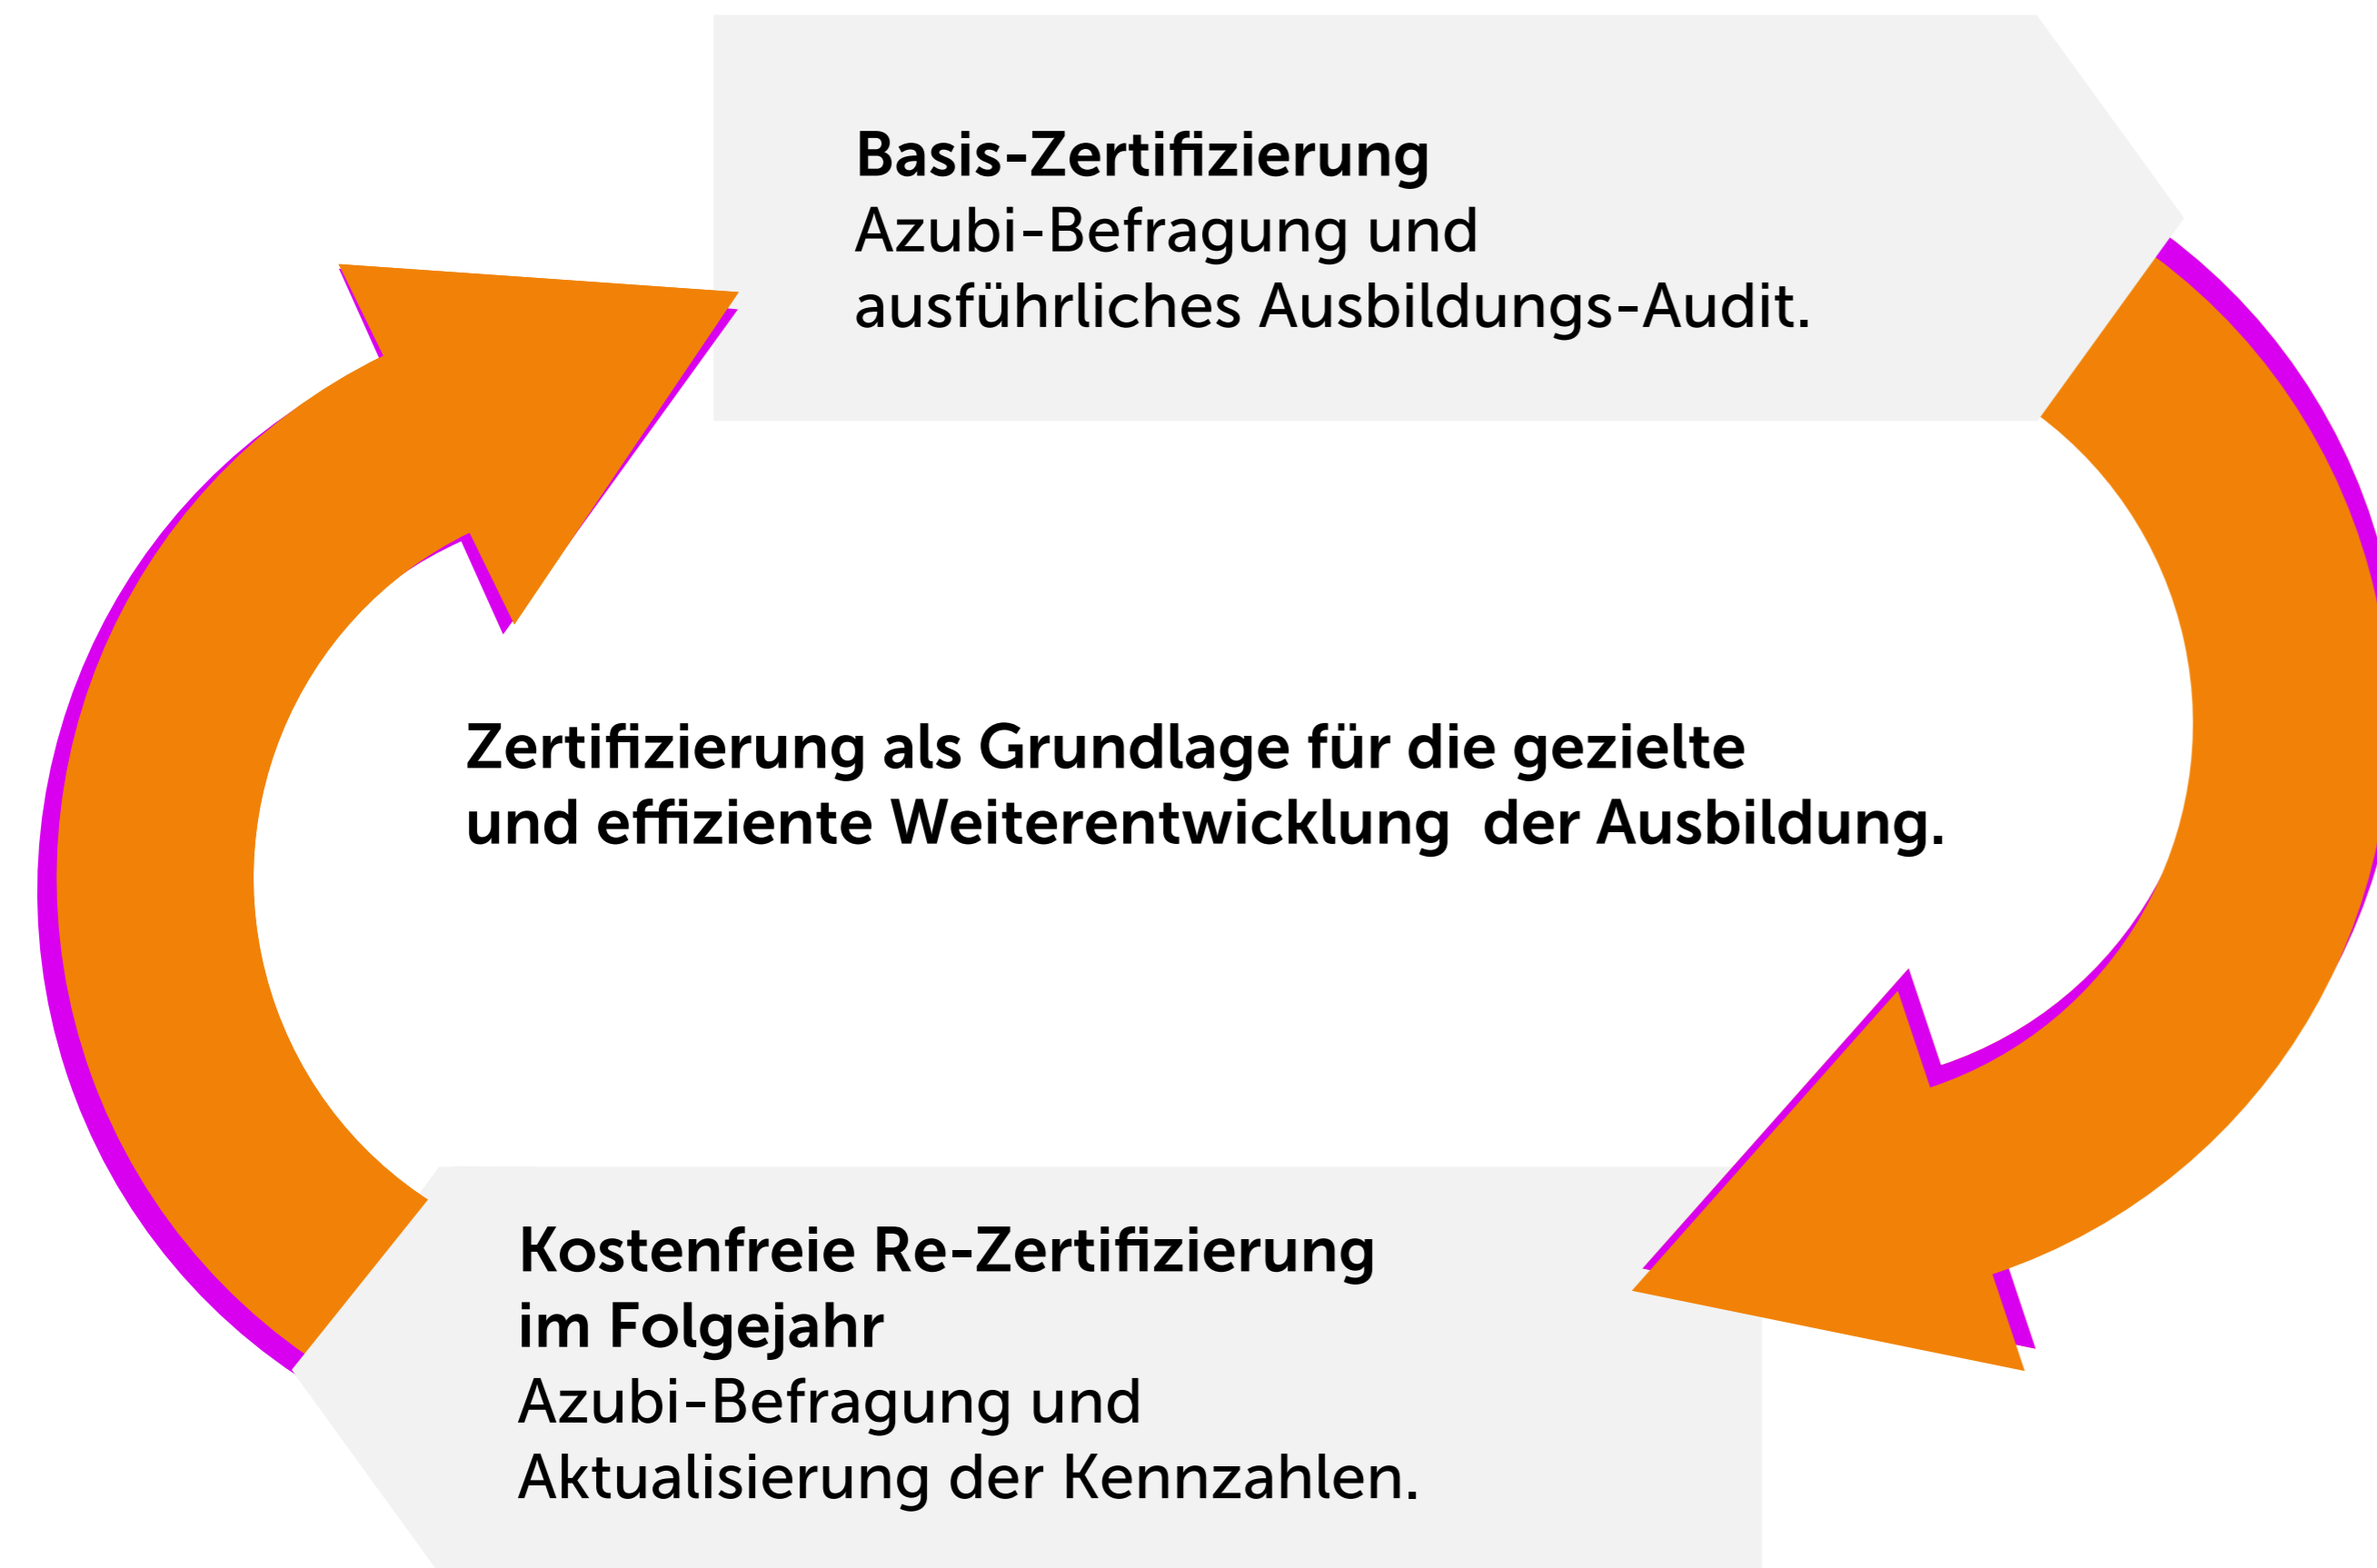 Basis-Zertifizierung
Azubi-Befragung und
ausführliches Ausbildungs-Audit.
Zertifizierung als Grundlage für die gezielte
und effiziente Weiterentwicklung  der Ausbildung.
Kostenfreie Re-Zertifizierung
im Folgejahr
Azubi-Befragung und
Aktualisierung der Kennzahlen.